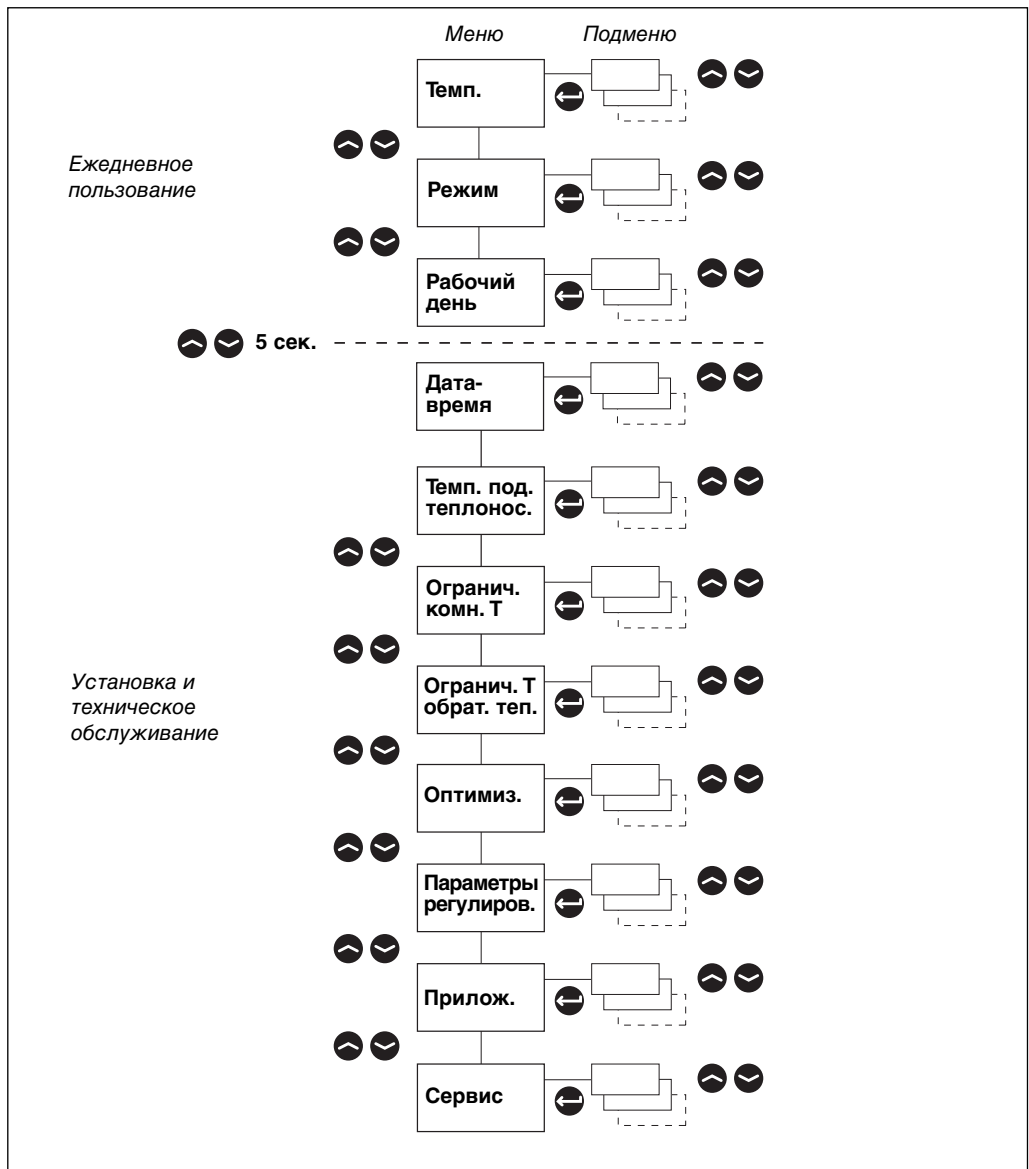 Меню Подменю
Темп.
Ежедневное
пользование
Режим
Рабочий
день
5 сек.
Дата-
время
Темп. под.
теплонос.
Огранич.
комн. Т
Установка и
техническое
обслуживание
Огранич. Т
обрат. теп.
Оптимиз.
Параметры
регулиров.
Прилож.
Сервис